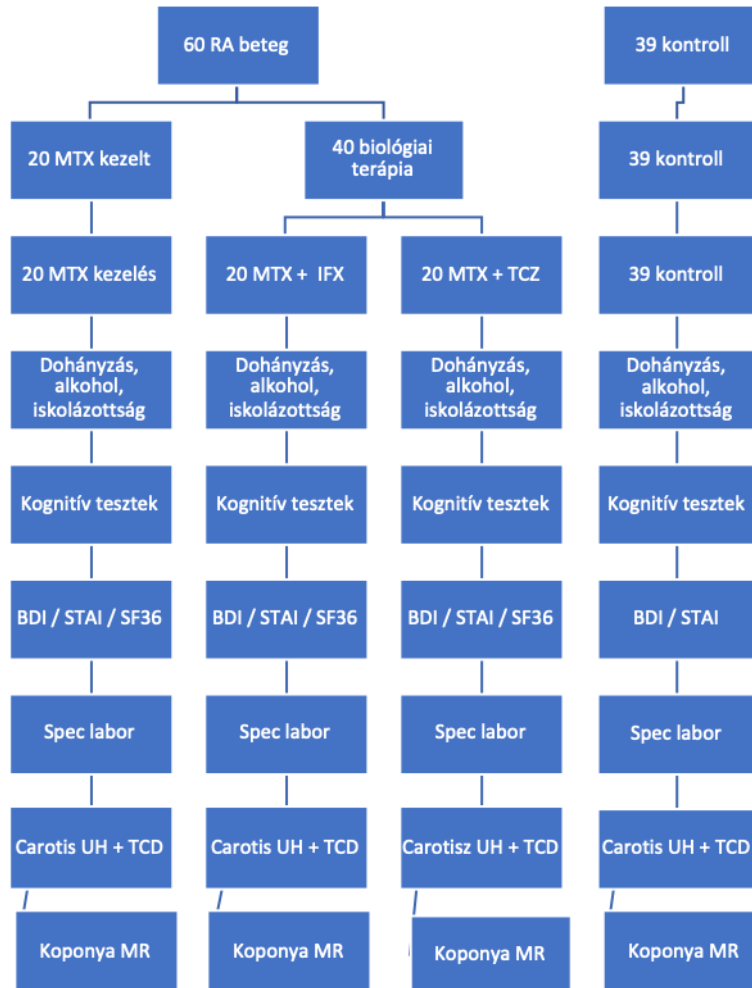 60 RA beteg
39 kontroll
20 MTX kezelt
40 biológiai
terápia
39 kontroll
20 MTX kezelés
20 MTX +  IFX
20 MTX + TCZ
39 kontroll
Dohányzás,
alkohol,
iskolázottság
Dohányzás,
alkohol,
iskolázottság
Dohányzás,
alkohol,
iskolázottság
Dohányzás,
alkohol,
iskolázottság
Kognitív tesztek
Kognitív tesztek
Kognitív tesztek
Kognitív tesztek
BDI / STAI / SF36
BDI / STAI / SF36
BDI / STAI / SF36
BDI / STAI
Spec labor
Spec labor
Spec labor
Spec labor
Carotis UH + TCD
Carotis UH + TCD
Carotisz UH + TCD
Carotis UH + TCD
Koponya MR
Koponya MR
Koponya MR
Koponya MR